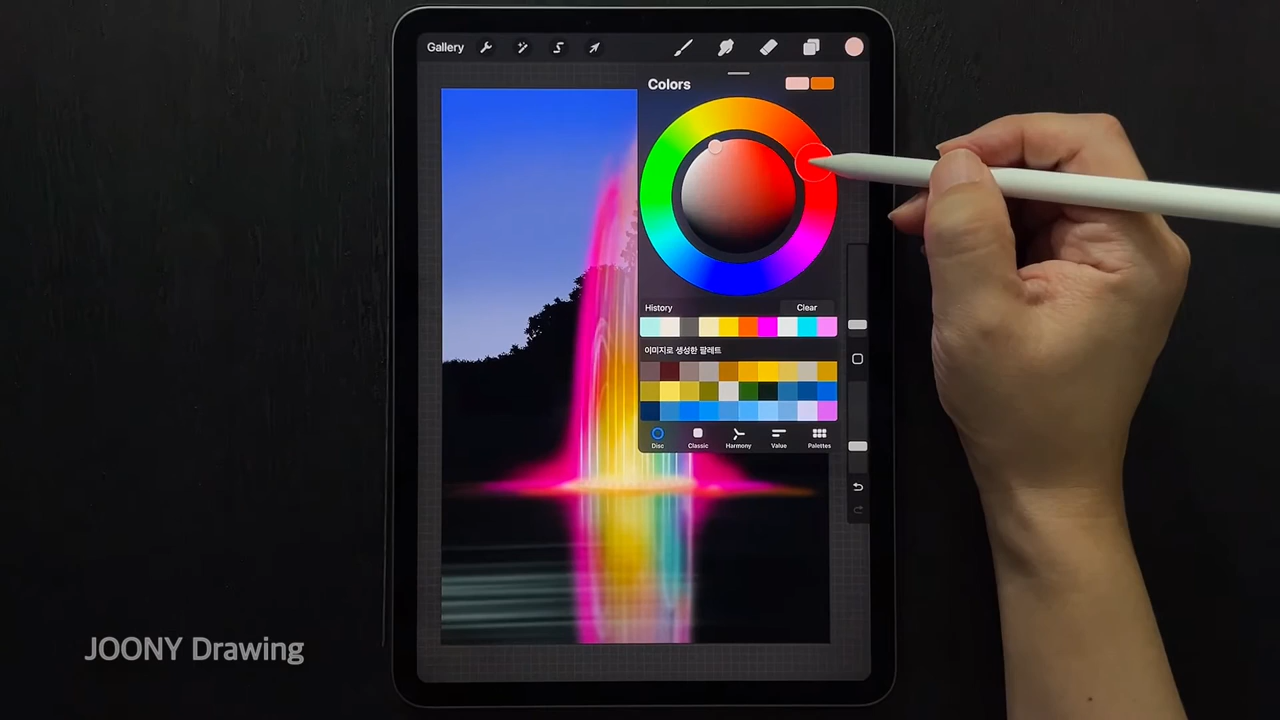 Gallery
Colors
History
Clear
이미지로 생성한 팔레트
Disc
Classic
Harmony
Value
Palettes
JOONY Drawing